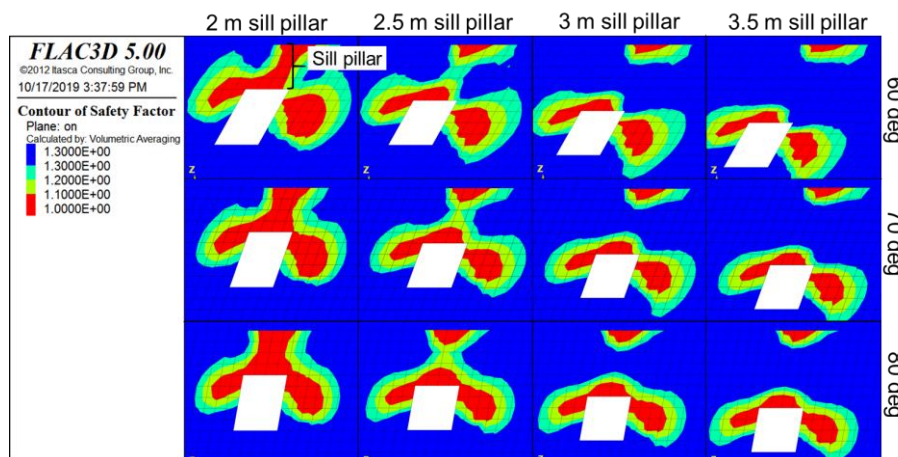 2 m sill pillar
2.5 m sill pillar
3 m sill pillar
3.5 m sill pillar
FLAC3D 5.00
©2012 Itasca Consulting Group, Inc.
10/17/2019 3:37:59 PM
Contour of Safety Factor
Plane: on
Calculated by: Volumetric Averaging
1.3000E+00
1.3000E+00
1.2000E+00
1.1000E+00
1.0000E+00
Sill pillar
60 deg
z
z
z
z
70 deg
80 deg